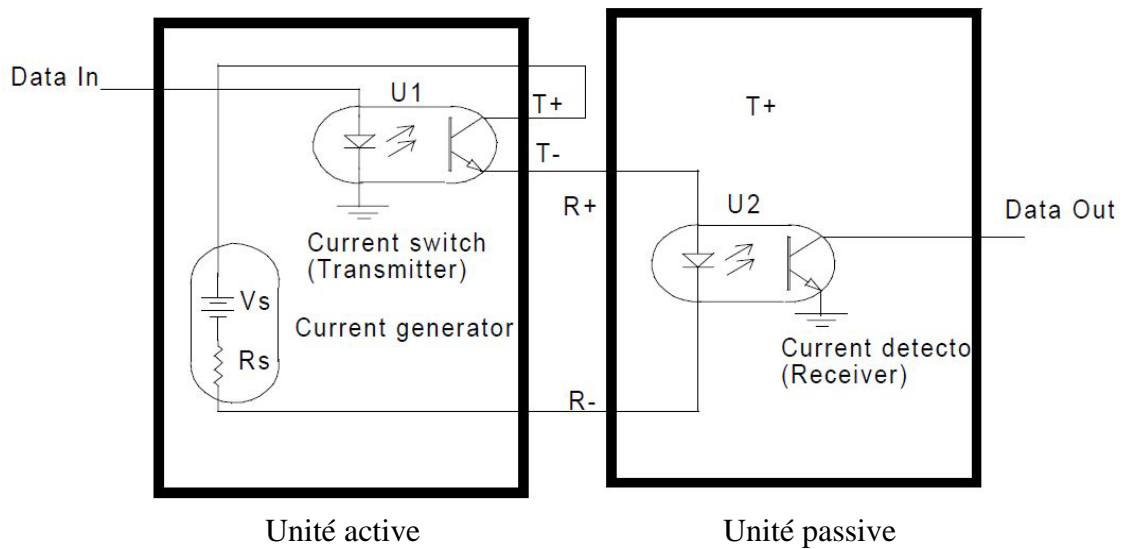 Data In
U1
T+
T-
T+
R+
U2
Data Out
Current switch
(Transmitter)
Vs
Current generator
Rs
Current detecto
(Receiver)
R-
Unité active
Unité passive